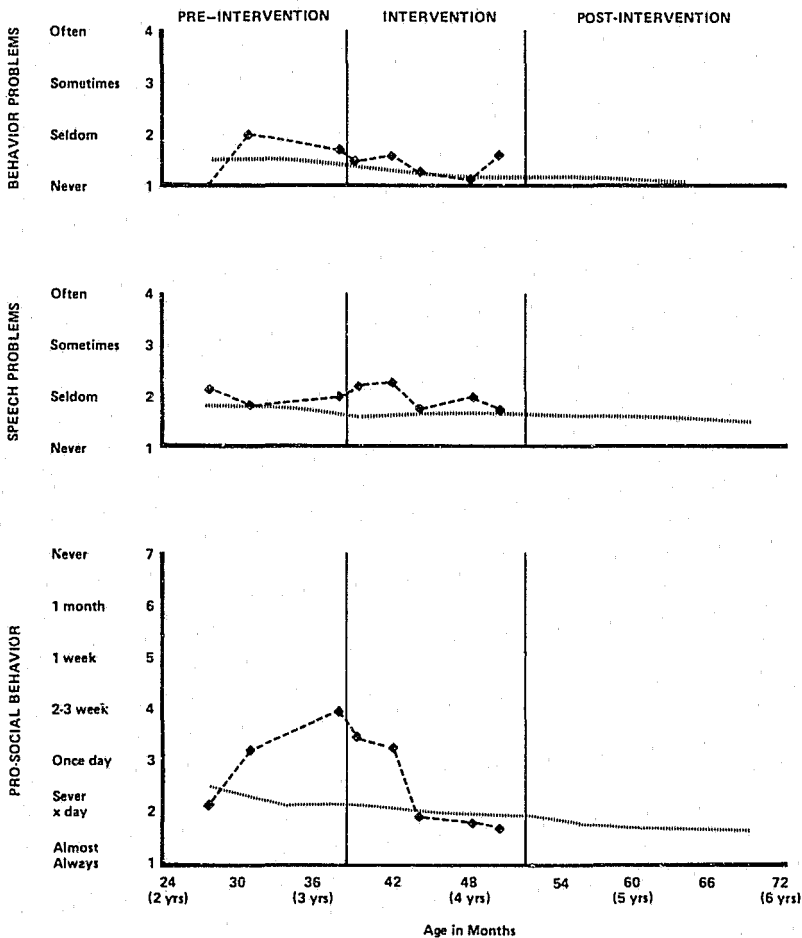 PRE-INTERVENTION INTERVENTION POST-INTERVENTION
BEHAVIOR PROBLEMS
Often 4
Sometimes 3
Seldom 2
Never 1
SPEECH PROBLEMS
Often 4
Sometimes 3
Seldom 2
Never 1
PRO-SOCIAL BEHAVIOR
Never 7
1 month 6
1 week 5
2-3 week 4
Once day 3
Sever
x day 2
Almost
Always 1
24 30 36 42 48 54 60 66 72
(2 yrs) (3 yrs) (4 yrs) (5 yrs) (6 yrs)
Age in Months